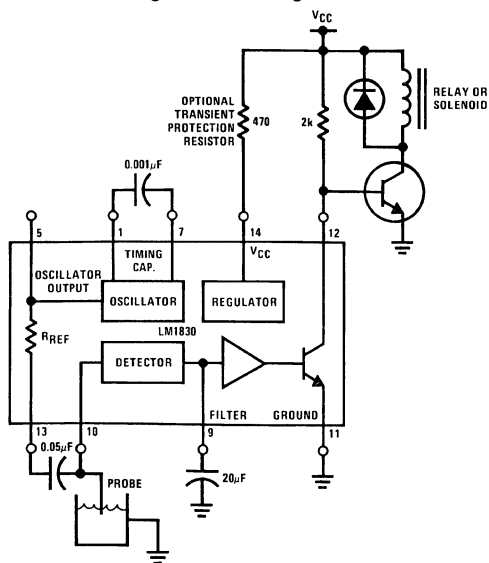 VCC
OPTIONAL
TRANSIENT
PROTECTION
RESISTOR
470
2k
RELAY OR
SOLENOID
0.001µF
5
1
7
14
12
OSCILLATOR
OUTPUT
TIMING
CAP.
VCC
OSCILLATOR
REGULATOR
LM1830
RREF
DETECTOR
FILTER
GROUND
13
10
9
11
0.05µF
PROBE
20µF